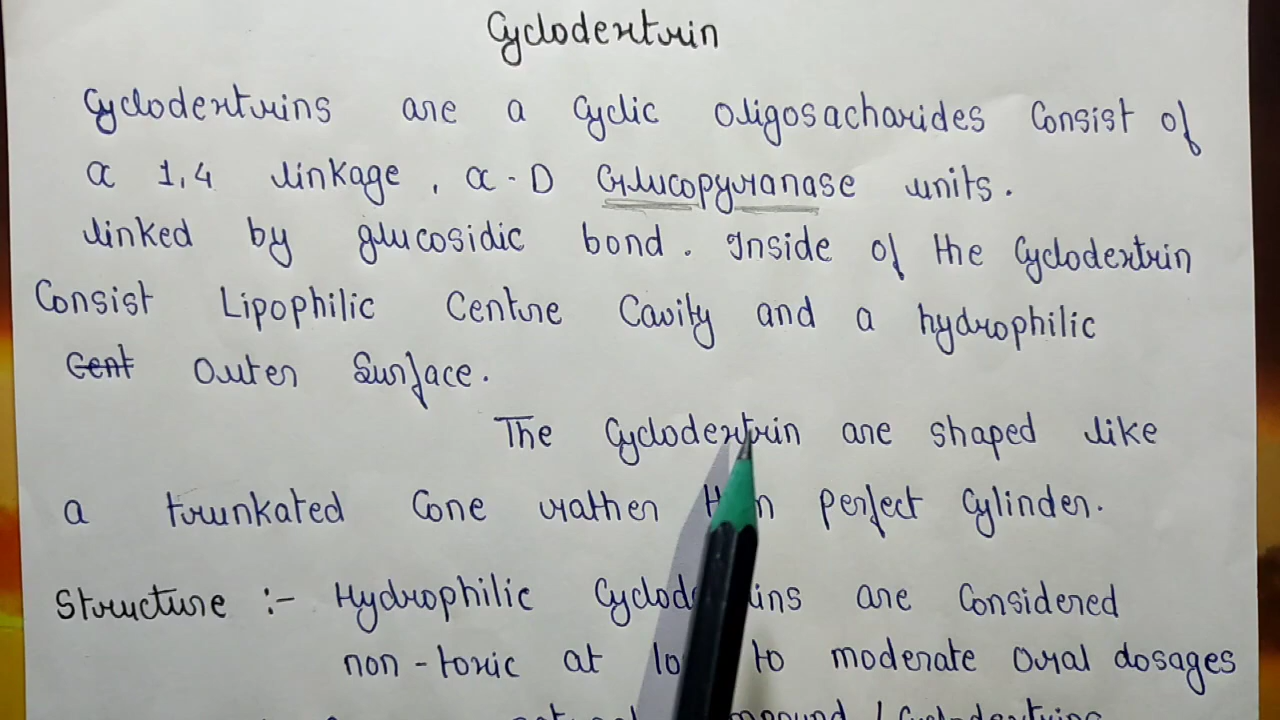 Cyclodextrin
Cyclodextrins are a cyclic oligosacharides consist of
α 1,4 linkage, α-D Glucopyranase units.
linked by glucosidic bond. Inside of the Cyclodextrin
Consist Lipophilic Centre Cavity and a hydrophilic
Cent Outer Surface.
The Cyclodextrin are shaped like
a trunkated Cone rather perfect Cylinder.
Structure :- Hydrophilic are Considered
non-toxic at to moderate oral dosages